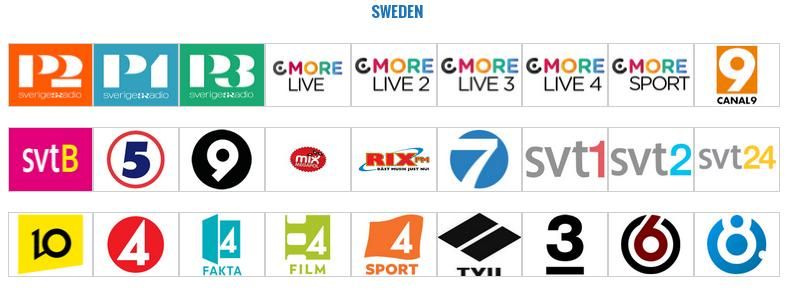 SWEDEN
P2
sverigesradio
P1
sverigesradio
P3
sverigesradio
CMORE
LIVE
CMORE
LIVE 2
CMORE
LIVE 3
CMORE
LIVE 4
CMORE
SPORT
9
CANAL9
svtB
5
9
mix
MEGAPOL
RIX FM
BÄST MUSIK JUST NU!
7
svt1
svt2
svt24
10
4
4
FAKTA
4
FILM
4
SPORT
3
6
8